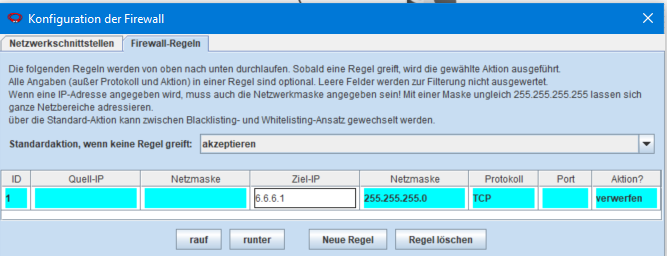 Konfiguration der Firewall
Netzwerkschnittstellen Firewall-Regeln
Die folgenden Regeln werden von oben nach unten durchlaufen. Sobald eine Regel greift, wird die gewählte Aktion ausgeführt.
Alle Angaben (außer Protokoll und Aktion) in einer Regel sind optional. Leere Felder werden zur Filterung nicht ausgewertet.
Wenn eine IP-Adresse angegeben wird, muss auch die Netzwerkmaske angegeben sein! Mit einer Maske ungleich 255.255.255.255 lassen sich
ganze Netzbereiche adressieren.
über die Standard-Aktion kann zwischen Blacklisting- und Whitelisting-Ansatz gewechselt werden.
Standardaktion, wenn keine Regel greift: akzeptieren
ID Quell-IP Netzmaske Ziel-IP Netzmaske Protokoll Port Aktion?
1 6.6.6.1 255.255.255.0 TCP verwerfen
rauf runter Neue Regel Regel löschen